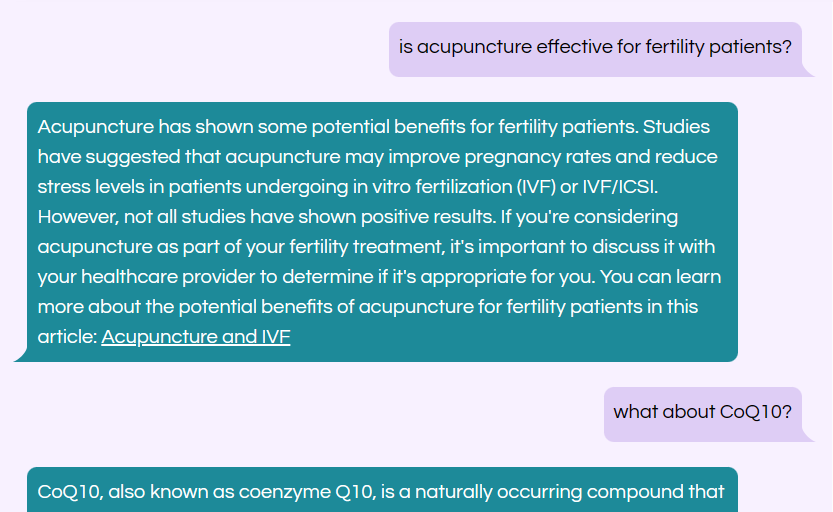 is acupuncture effective for fertility patients?
Acupuncture has shown some potential benefits for fertility patients. Studies
have suggested that acupuncture may improve pregnancy rates and reduce
stress levels in patients undergoing in vitro fertilization (IVF) or IVF/ICSI.
However, not all studies have shown positive results. If you're considering
acupuncture as part of your fertility treatment, it's important to discuss it with
your healthcare provider to determine if it's appropriate for you. You can learn
more about the potential benefits of acupuncture for fertility patients in this
article: Acupuncture and IVF
what about CoQ10?
CoQ10, also known as coenzyme Q10, is a naturally occurring compound that